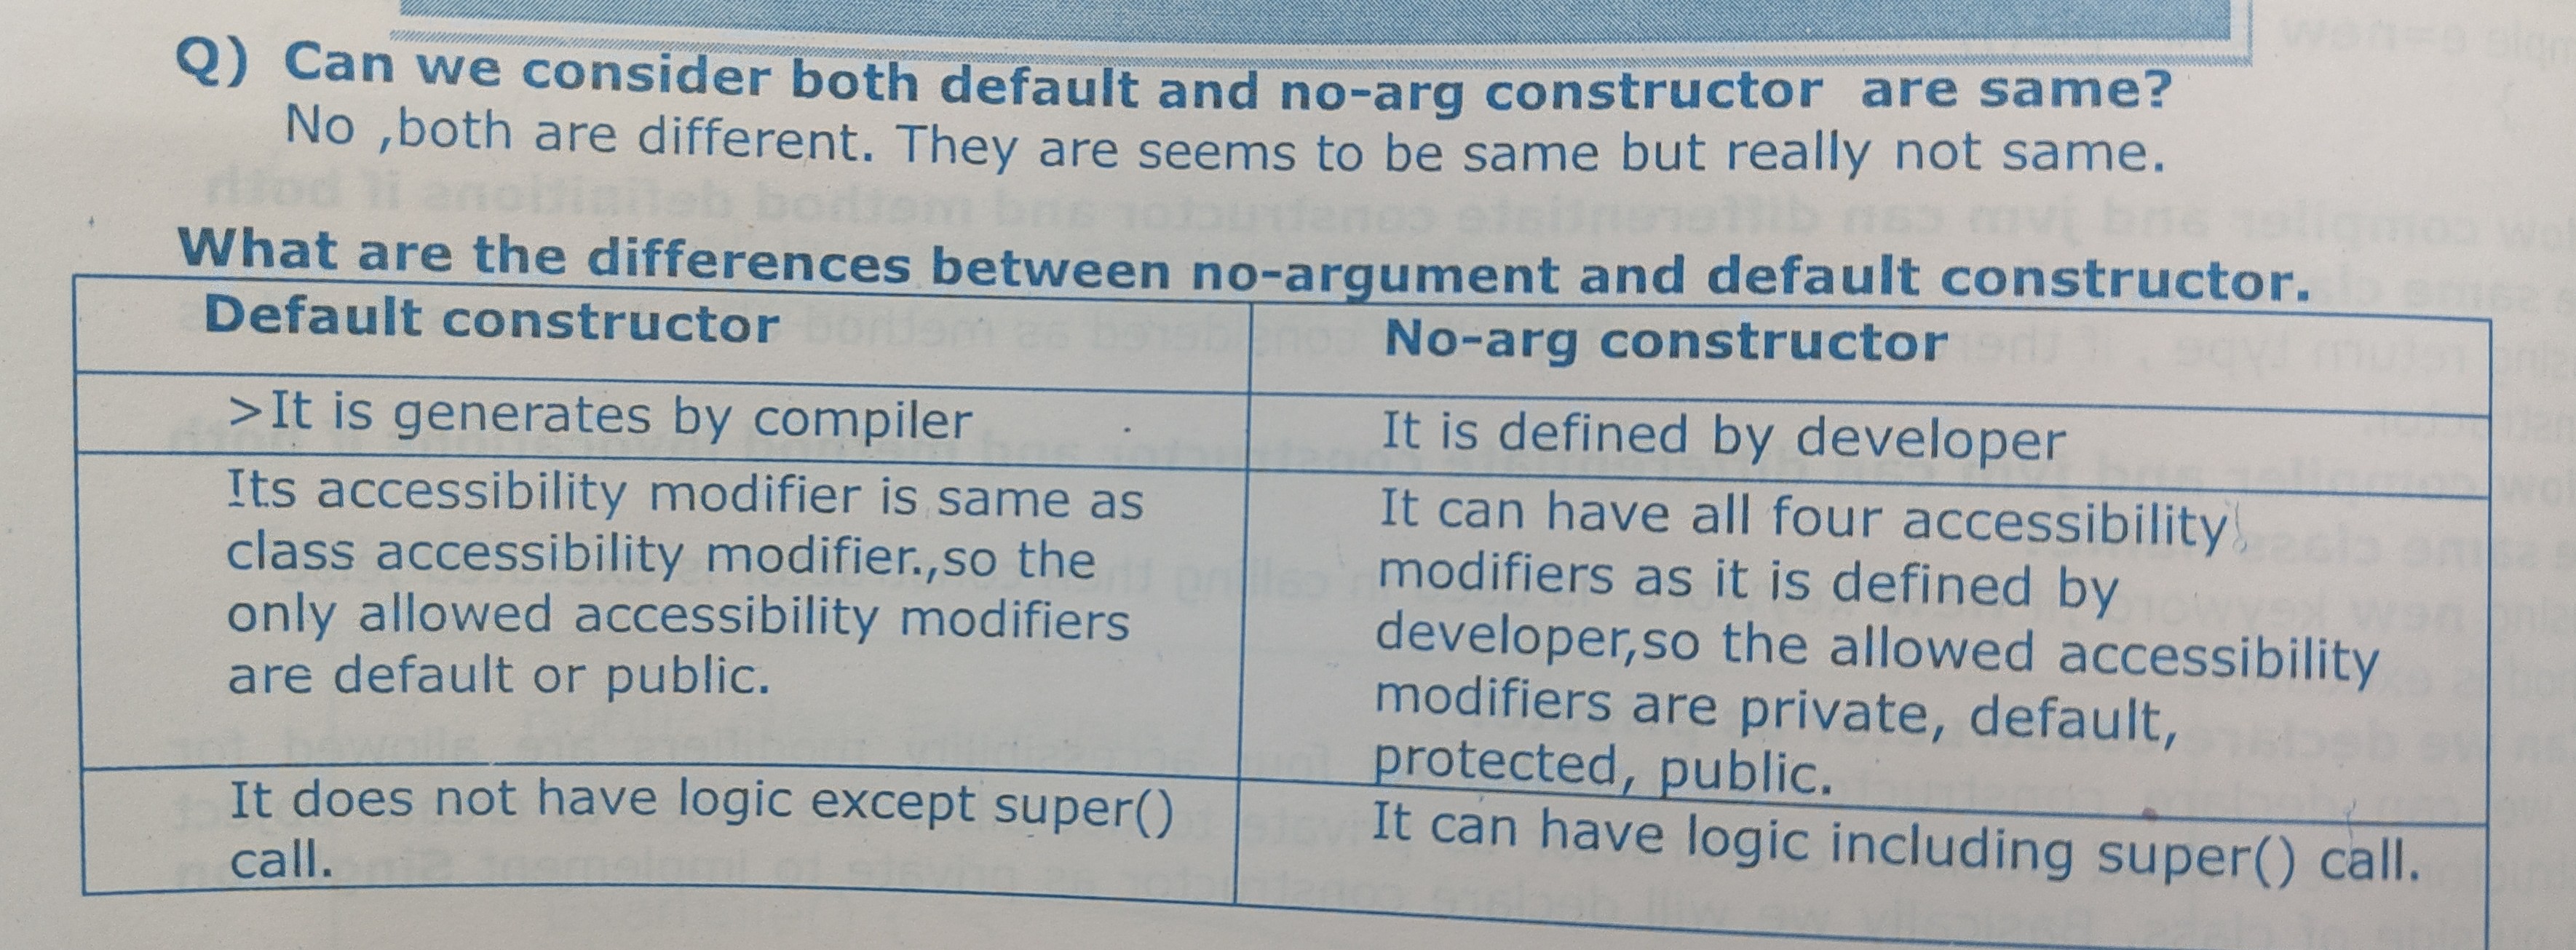 Q) Can we consider both default and no-arg constructor are same?
No ,both are different. They are seems to be same but really not same.
What are the differences between no-argument and default constructor.
Default constructor
No-arg constructor
>It is generates by compiler
It is defined by developer
Its accessibility modifier is same as
class accessibility modifier.,so the
only allowed accessibility modifiers
are default or public.
It can have all four accessibility
modifiers as it is defined by
developer,so the allowed accessibility
modifiers are private, default,
protected, public.
It does not have logic except super()
call.
It can have logic including super() call.